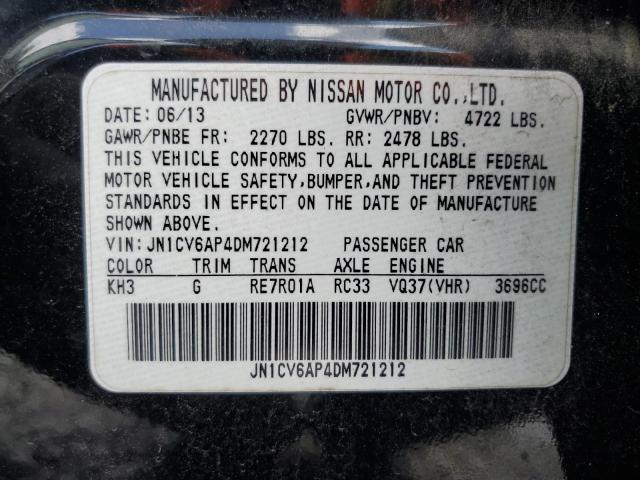 MANUFACTURED BY NISSAN MOTOR CO.,LTD.
DATE: 06/13 GVWR/PNBV: 4722 LBS.
GAWR/PNBE FR: 2270 LBS. RR: 2478 LBS.
THIS VEHICLE CONFORMS TO ALL APPLICABLE FEDERAL
MOTOR VEHICLE SAFETY,BUMPER,AND THEFT PREVENTION
STANDARDS IN EFFECT ON THE DATE OF MANUFACTURE
SHOWN ABOVE.
VIN:JN1CV6AP4DM721212 PASSENGER CAR
COLOR TRIM TRANS AXLE ENGINE
KH3 G RE7R01A RC33 VQ37(VHR) 3696CC
JN1CV6AP4DM721212